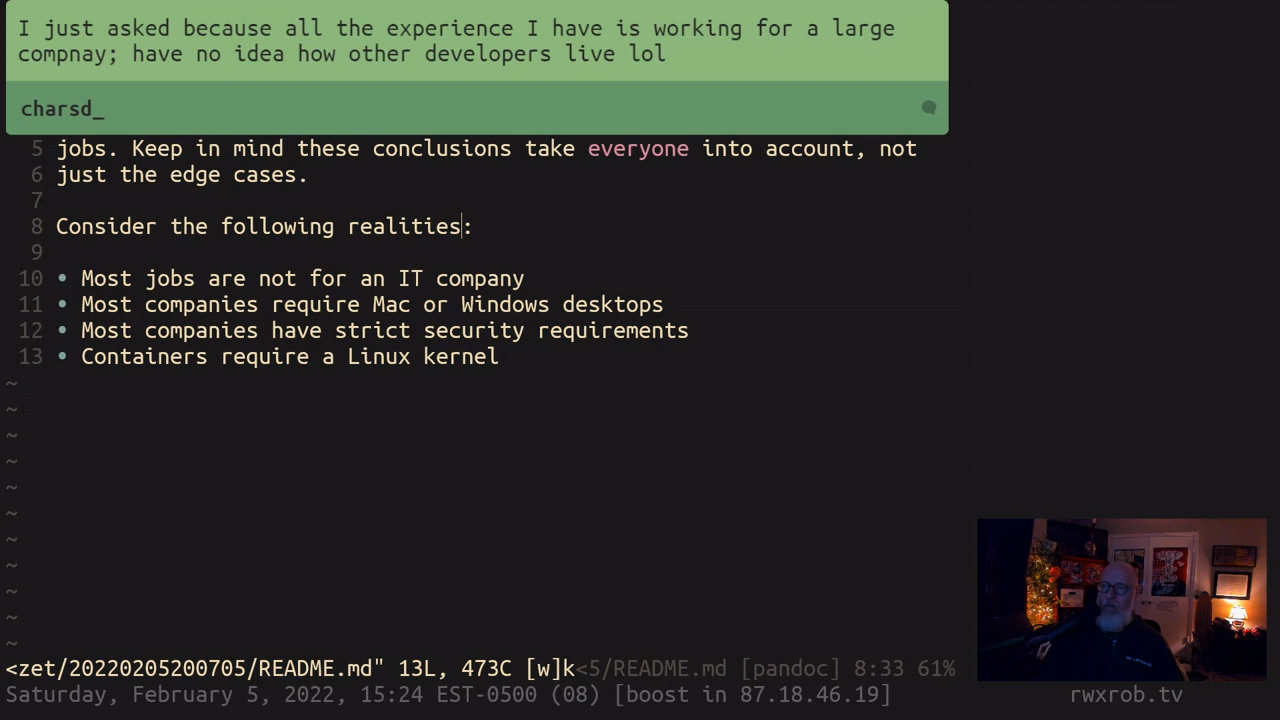 I just asked because all the experience I have is working for a large
compnay; have no idea how other developers live lol
charsd_
5 jobs. Keep in mind these conclusions take everyone into account, not
6 just the edge cases.
7
8 Consider the following realities:
9
10 • Most jobs are not for an IT company
11 • Most companies require Mac or Windows desktops
12 • Most companies have strict security requirements
13 • Containers require a Linux kernel
~
~
~
~
~
~
~
~
~
~
~
<zet/20220205200705/README.md" 13L, 473C [w]k<5/README.md [pandoc] 8:33 61%
Saturday, February 5, 2022, 15:24 EST-0500 (08) [boost in 87.18.46.19]
rwxrob.tv